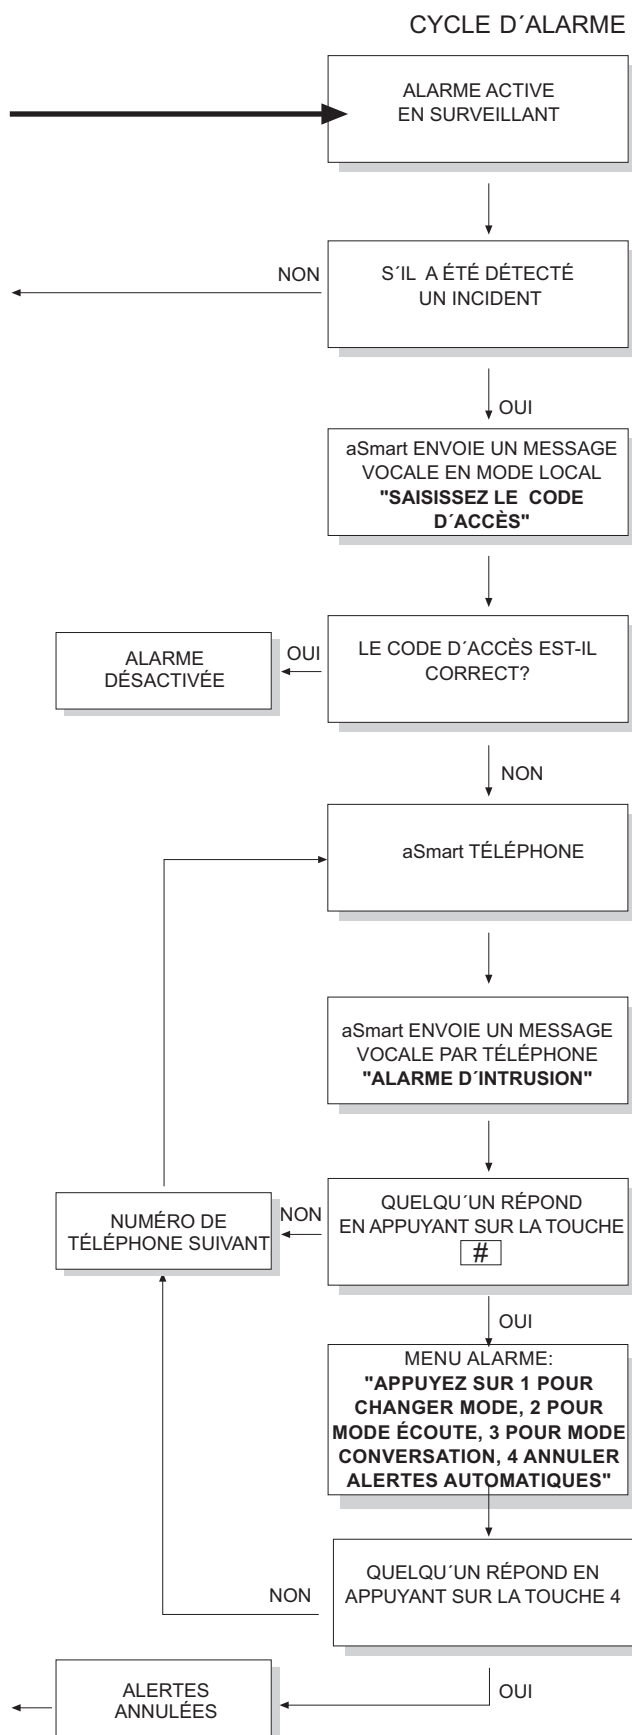 CYCLE D´ALARME
ALARME ACTIVE
EN SURVEILLANT
NON
S´IL A ÉTÉ DÉTECTÉ
UN INCIDENT
OUI
aSmart ENVOIE UN MESSAGE
VOCALE EN MODE LOCAL
"SAISISSEZ LE CODE
D´ACCÈS"
ALARME
DÉSACTIVÉE
OUI
LE CODE D´ACCÈS EST-IL
CORRECT?
NON
aSmart TÉLÉPHONE
aSmart ENVOIE UN MESSAGE
VOCALE PAR TÉLÉPHONE
"ALARME D´INTRUSION"
NUMÉRO DE
TÉLÉPHONE SUIVANT
NON
QUELQU´UN RÉPOND
EN APPUYANT SUR LA TOUCHE
#
OUI
MENU ALARME:
"APPUYEZ SUR 1 POUR
CHANGER MODE, 2 POUR
MODE ÉCOUTE, 3 POUR MODE
CONVERSATION, 4 ANNULER
ALERTES AUTOMATIQUES"
NON
QUELQU´UN RÉPOND EN
APPUYANT SUR LA TOUCHE 4
OUI
ALERTES
ANNULÉES